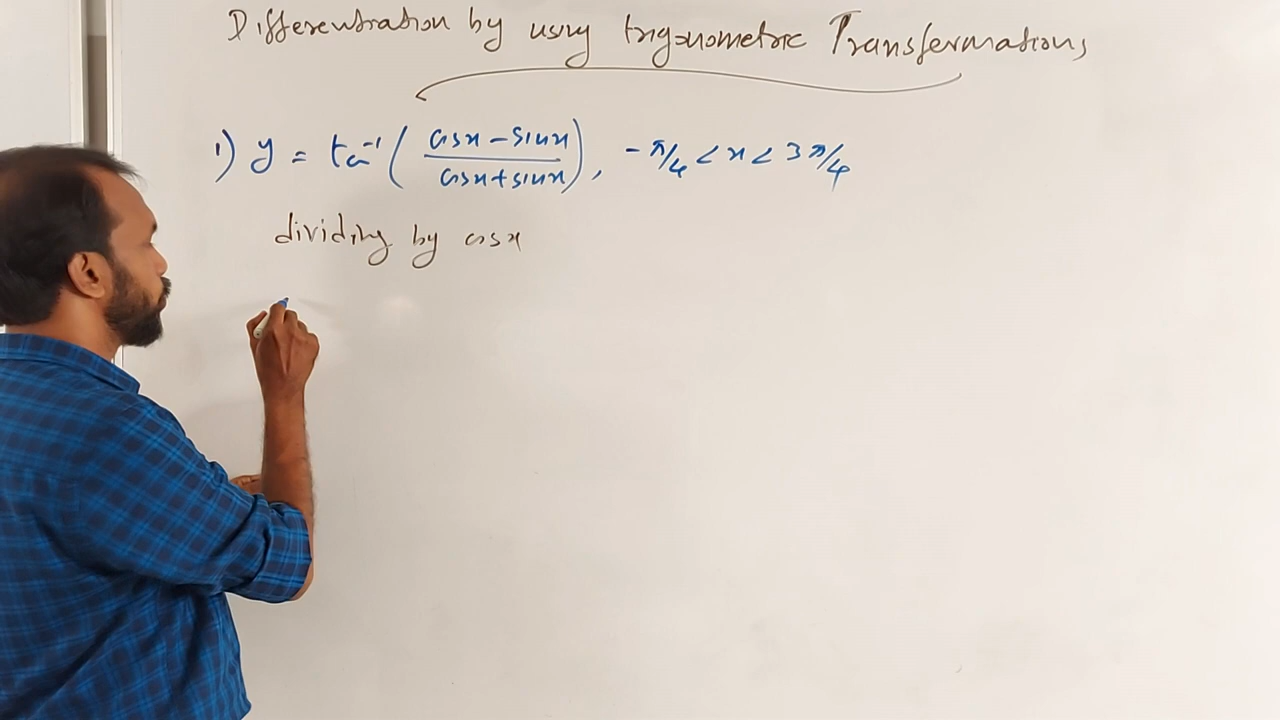 Differentiation by using trigonometric Transformations
1) y = tan⁻¹ ( cosx - sinx / cosx + sinx ), -π/4 < x < 3π/4
dividing by cosx